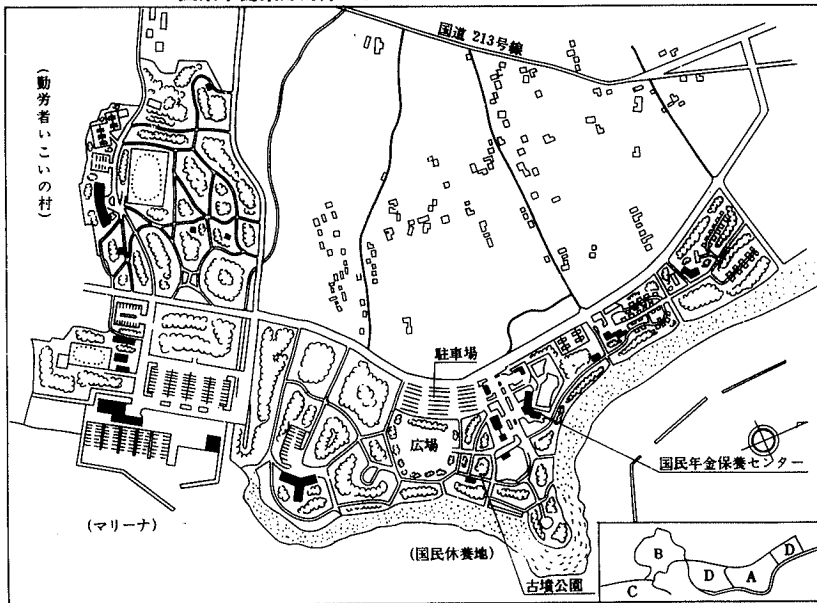 国道 213号線
(勤労者いこいの村)
駐車場
広場
国民年金保養センター
(マリーナ)
(国民休養地)
古墳公園
B
D
D
A
C